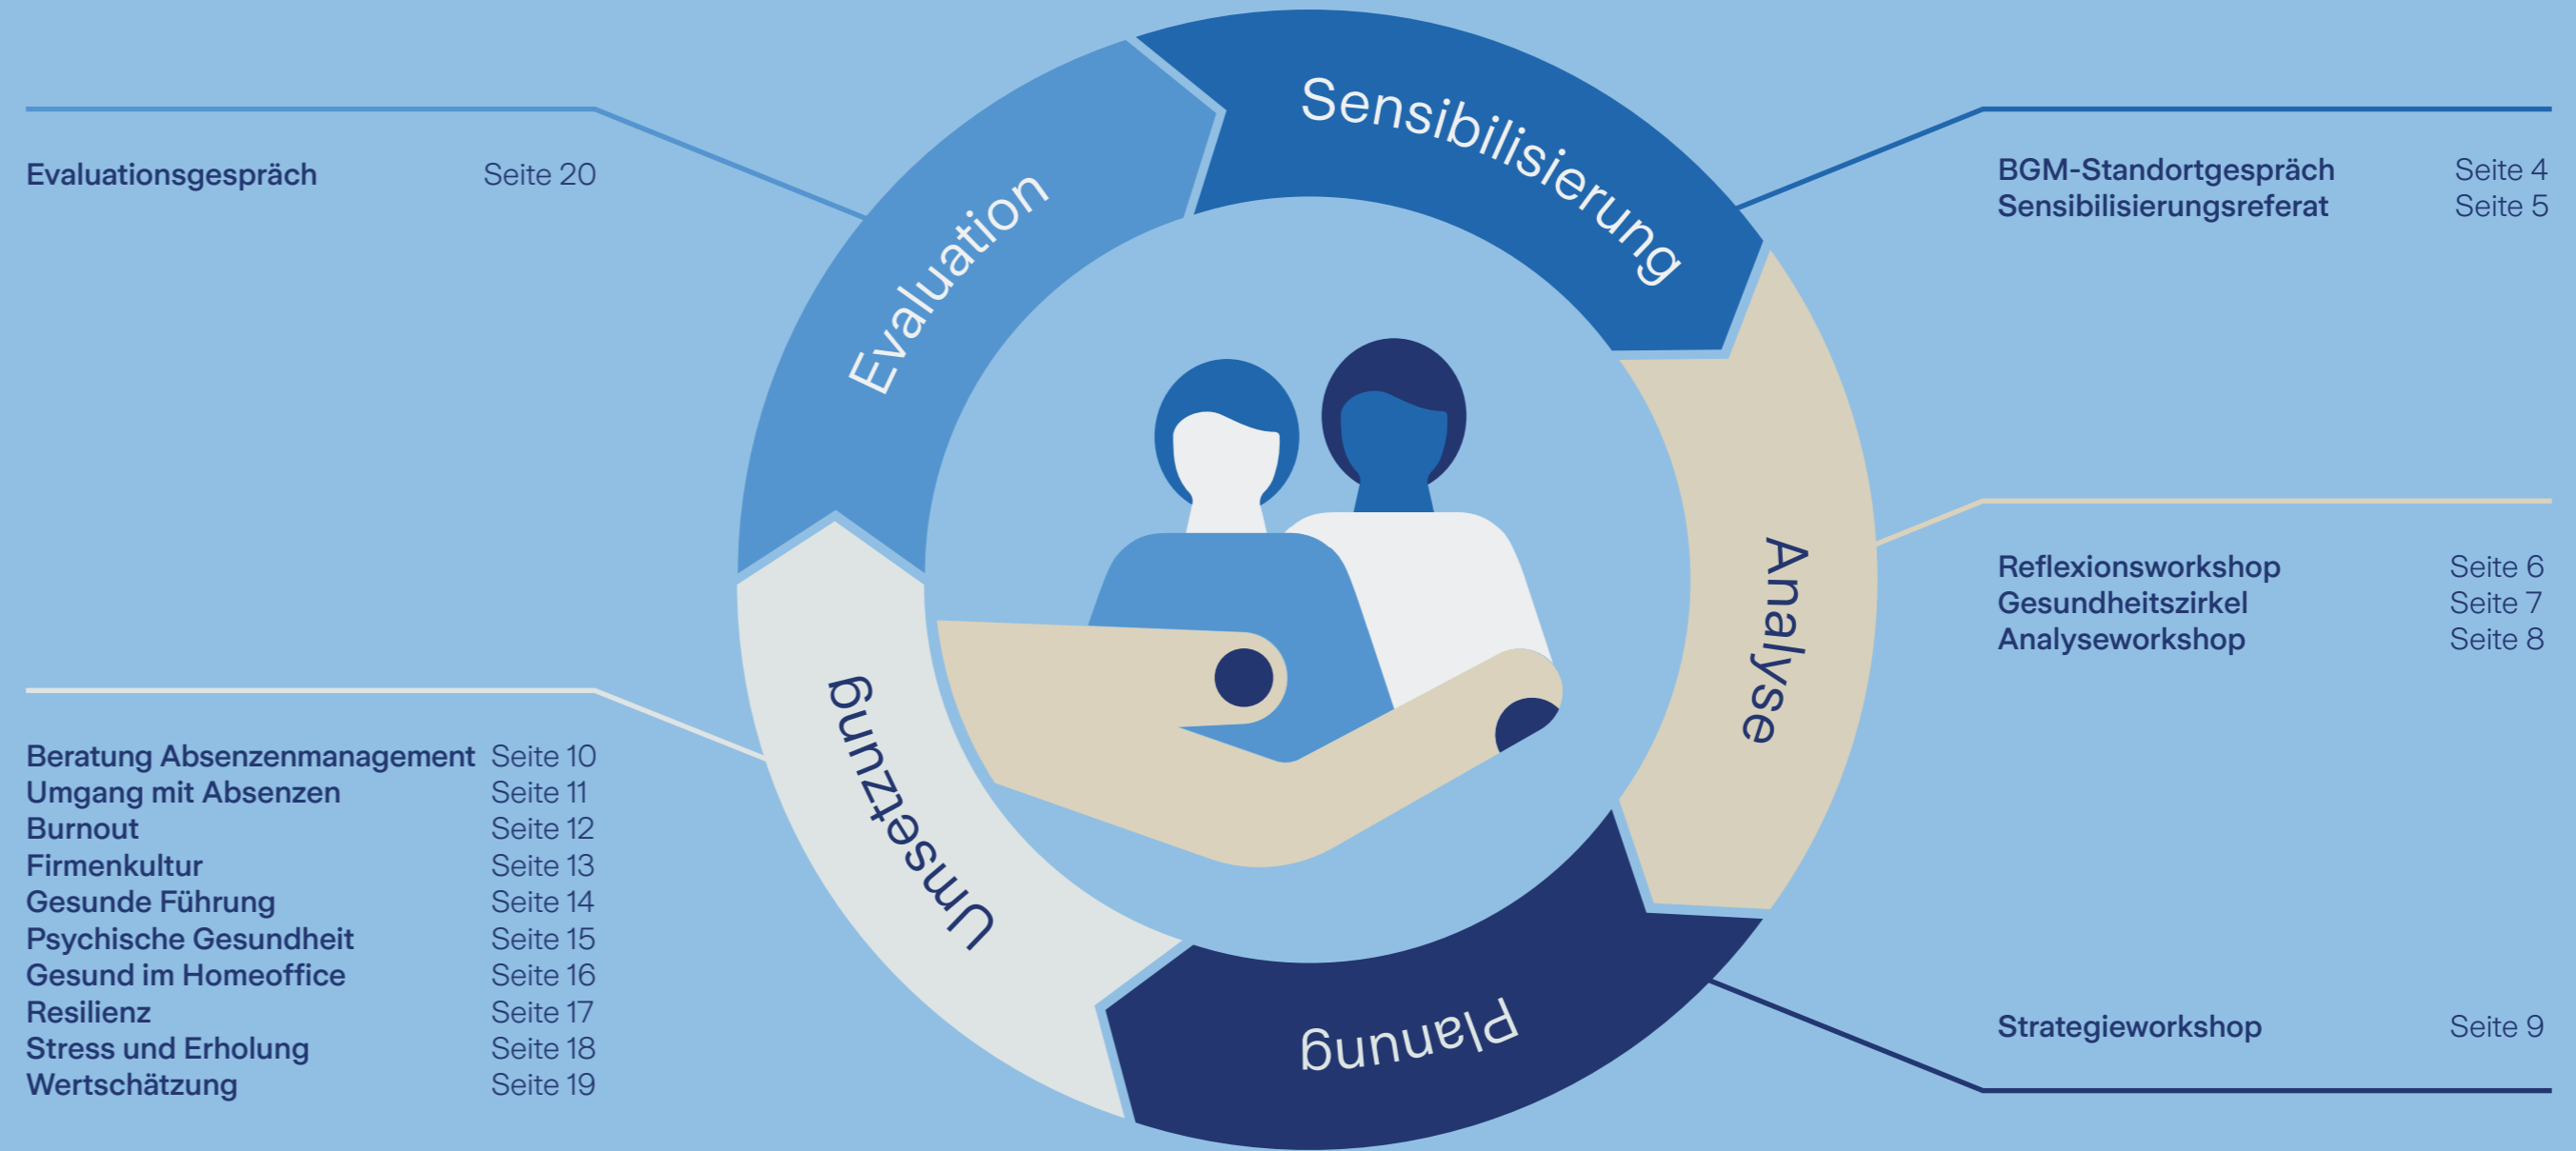 Sensibilisierung
BGM-Standortgespräch Seite 4
Sensibilisierungsreferat Seite 5
Analyse
Reflexionsworkshop Seite 6
Gesundheitszirkel Seite 7
Analyseworkshop Seite 8
Planung
Strategieworkshop Seite 9
Umsetzung
Beratung Absenzenmanagement Seite 10
Umgang mit Absenzen Seite 11
Burnout Seite 12
Firmenkultur Seite 13
Gesunde Führung Seite 14
Psychische Gesundheit Seite 15
Gesund im Homeoffice Seite 16
Resilienz Seite 17
Stress und Erholung Seite 18
Wertschätzung Seite 19
Evaluation
Evaluationsgespräch Seite 20